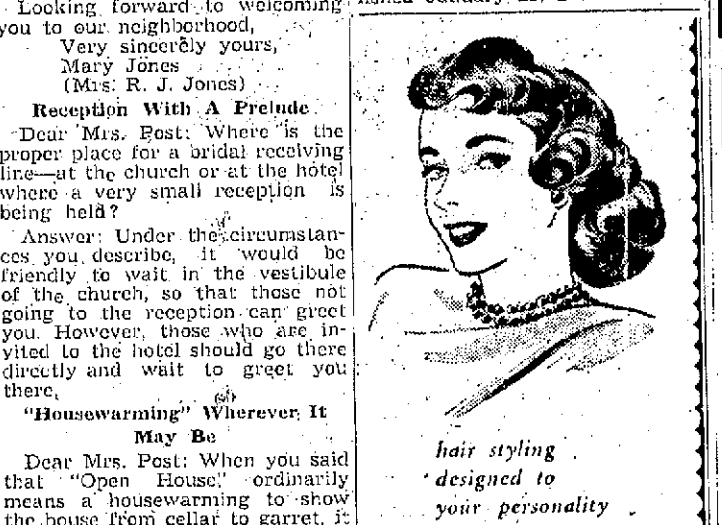 Looking forward to welcoming
you to our neighborhood,
Very sincerely yours,
Mary Jones
(Mrs. R. J. Jones)
Reception With A Prelude
Dear Mrs. Post: Where is the
proper place for a bridal receiving
line—at the church or at the hotel
where a very small reception is
being held?
Answer: Under the circumstan-
ces you describe, it would be
friendly to wait in the vestibule
of the church, so that those not
going to the reception can greet
you. However, those who are in-
vited to the hotel should go there
directly and wait to greet you
there.
"Housewarming" Wherever It
May Be
Dear Mrs. Post: When you said
that "Open House" ordinarily
means a housewarming to show
the house from cellar to garret, it
hair styling
designed to
your personality